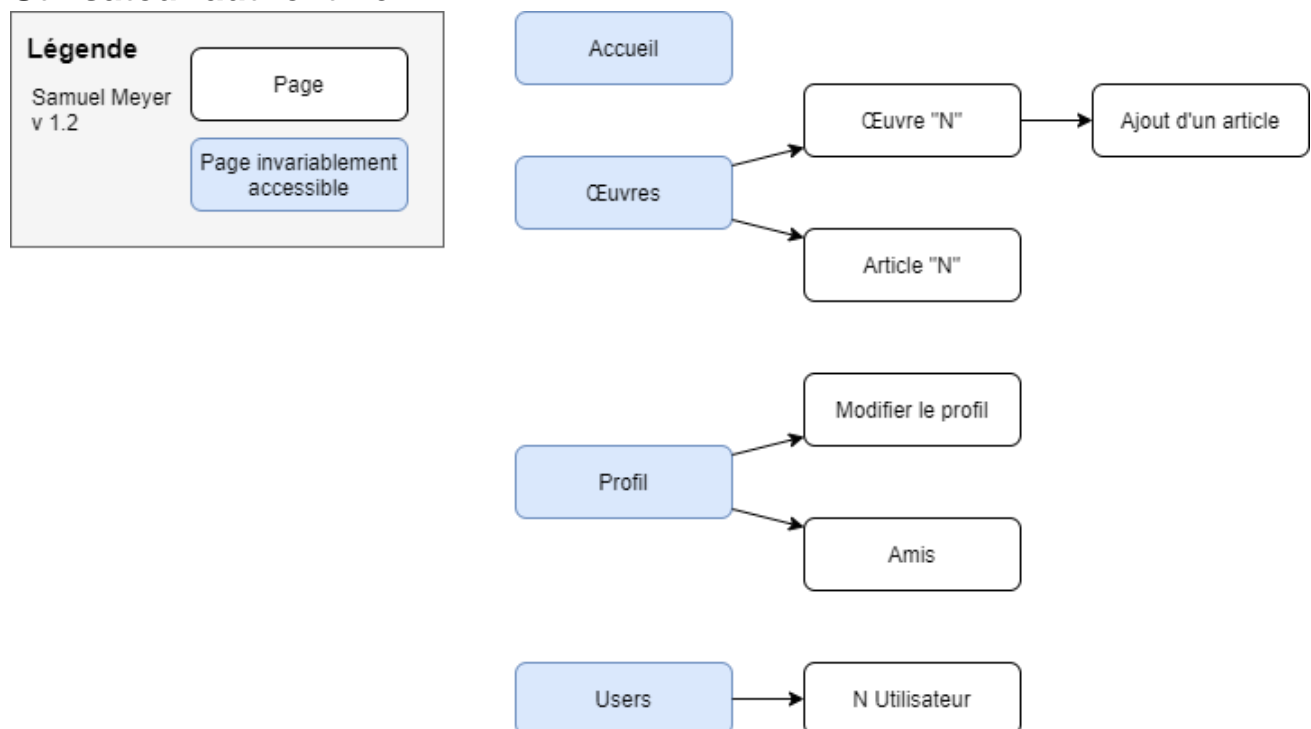 Légende
Samuel Meyer
v 1.2
Page
Page invariablement
accessible
Accueil
Œuvres
Œuvre "N"
Ajout d'un article
Article "N"
Profil
Modifier le profil
Amis
Users
N Utilisateur